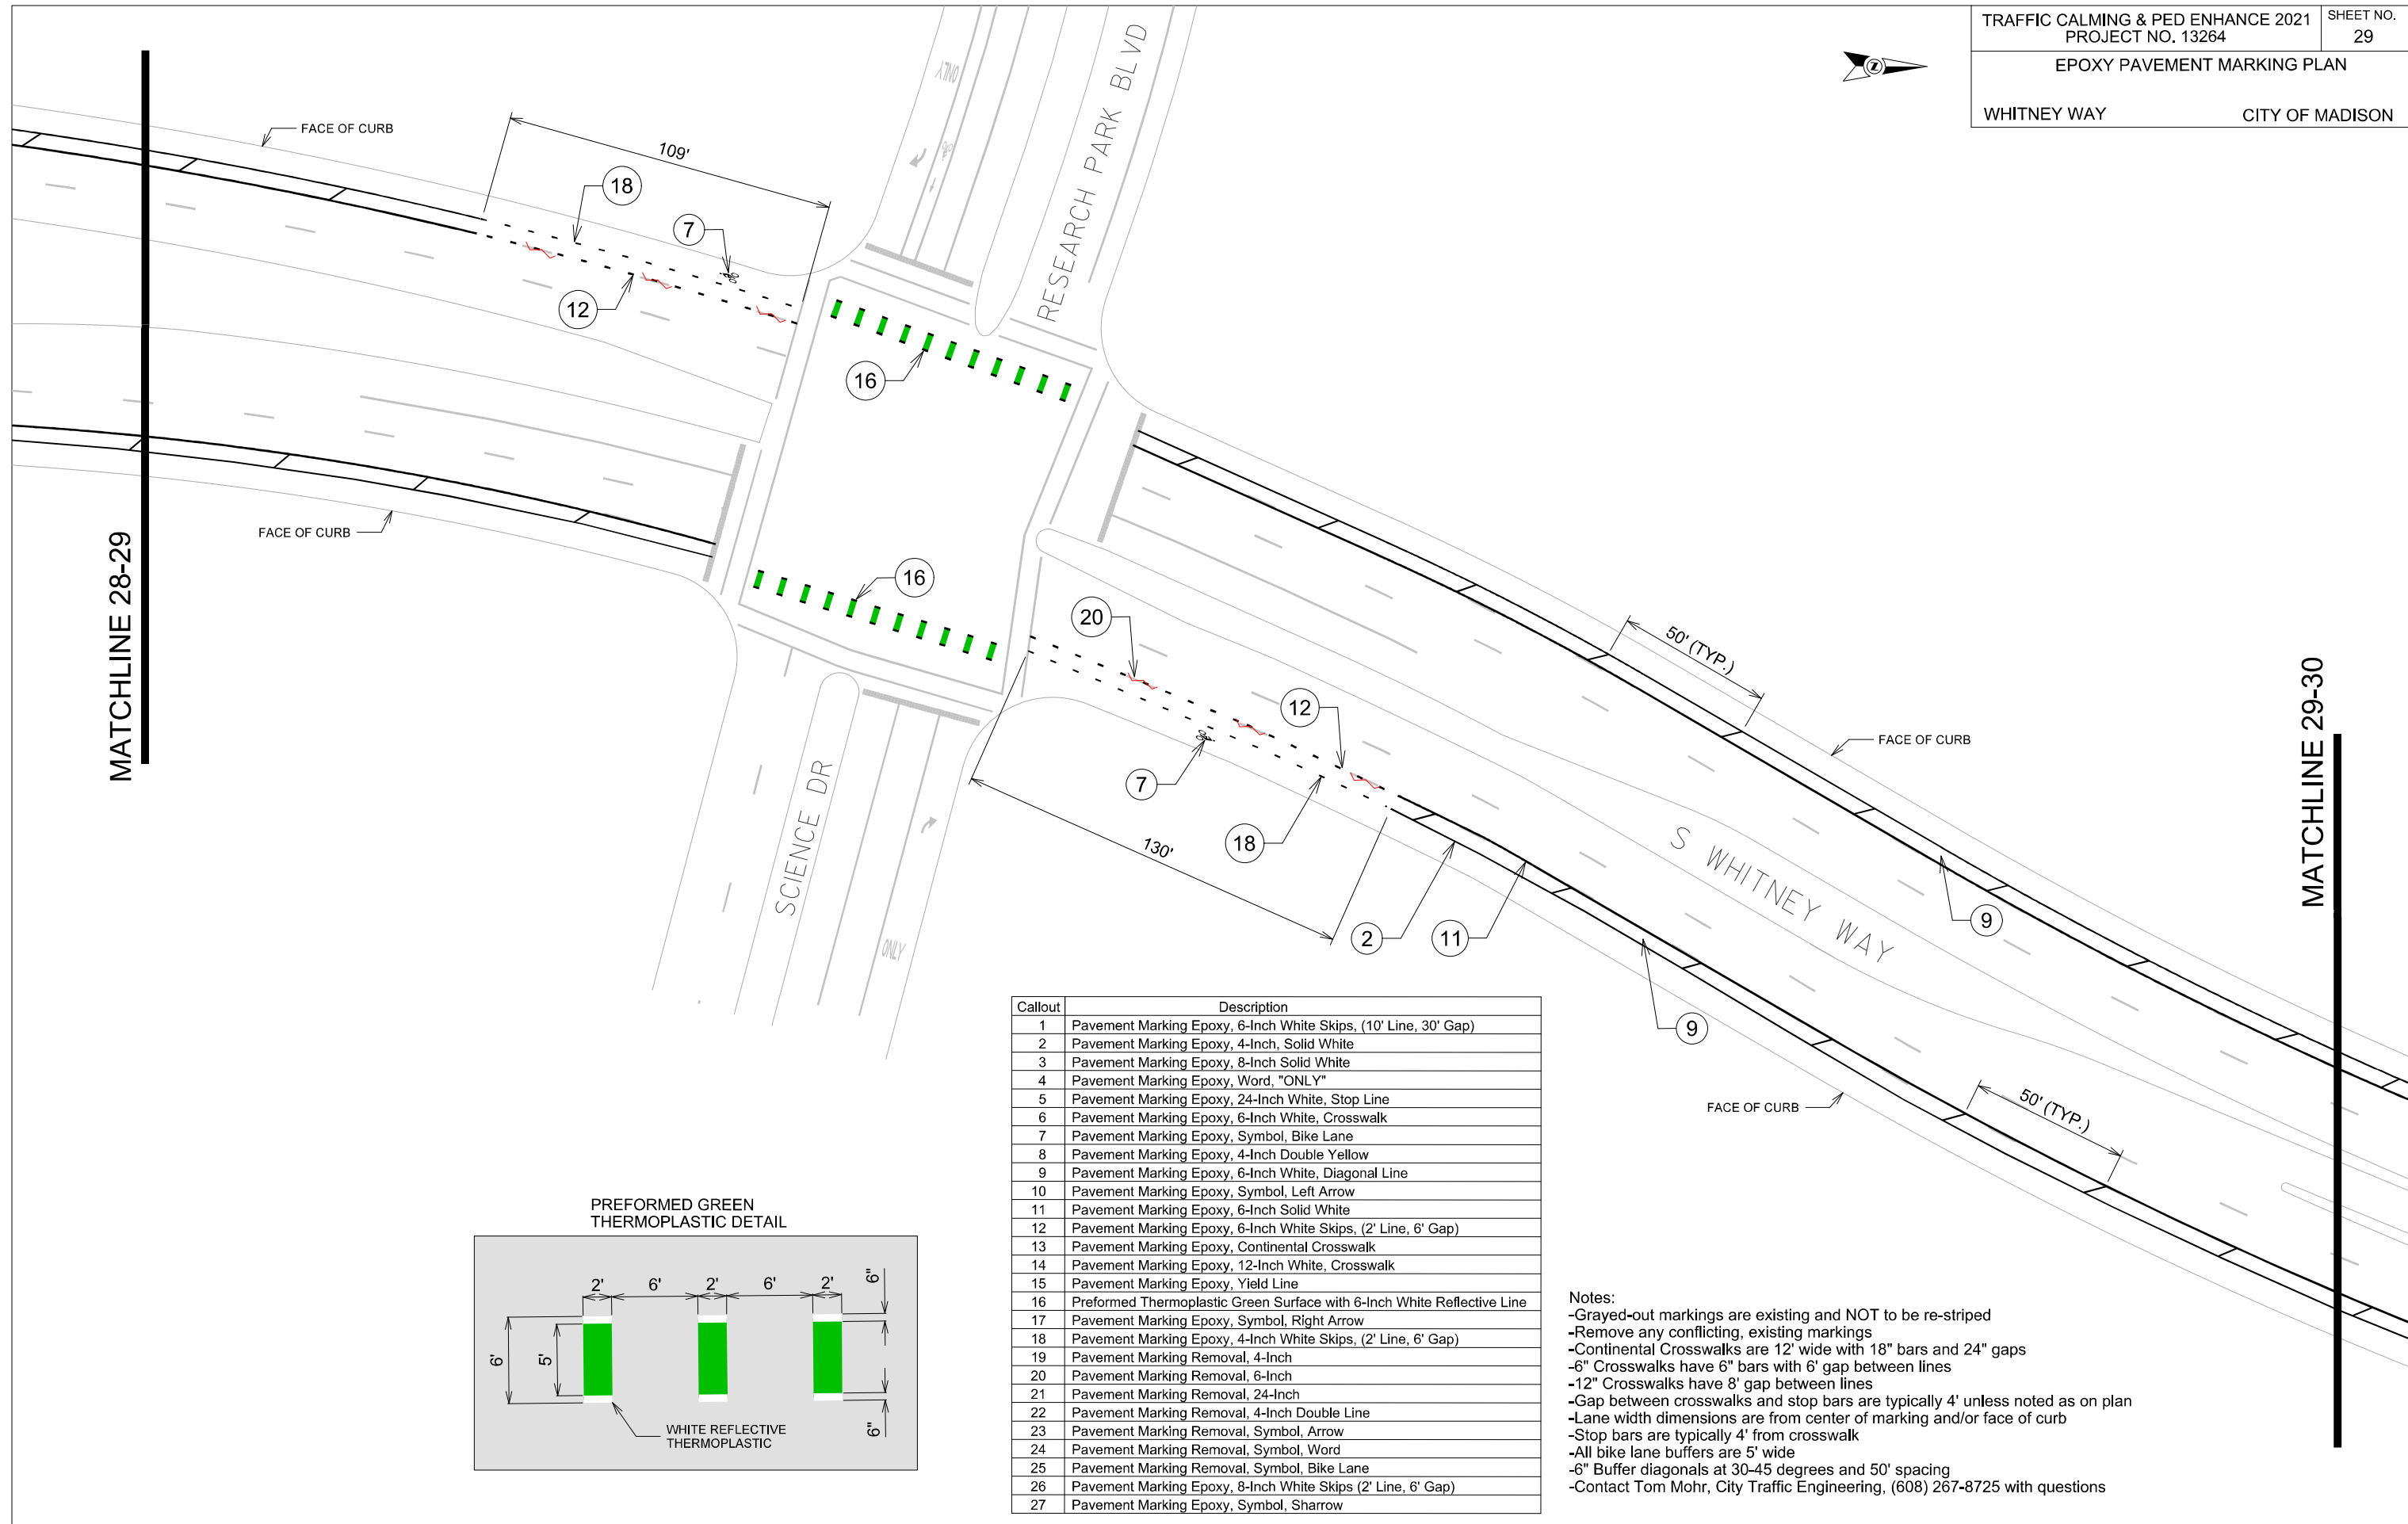 TRAFFIC CALMING & PED ENHANCE 2021
PROJECT NO. 13264
SHEET NO.
29
EPOXY PAVEMENT MARKING PLAN
WHITNEY WAY
CITY OF MADISON
Z
ONLY
RESEARCH PARK BLVD
FACE OF CURB
109'
18
7
12
16
FACE OF CURB
MATCHLINE 28-29
16
20
12
7
18
130'
2
11
SCIENCE DR
ONLY
50' (TYP.)
FACE OF CURB
S WHITNEY WAY
9
9
MATCHLINE 29-30
FACE OF CURB
50' (TYP.)
Callout Description
1 Pavement Marking Epoxy, 6-Inch White Skips, (10' Line, 30' Gap)
2 Pavement Marking Epoxy, 4-Inch, Solid White
3 Pavement Marking Epoxy, 8-Inch Solid White
4 Pavement Marking Epoxy, Word, "ONLY"
5 Pavement Marking Epoxy, 24-Inch White, Stop Line
6 Pavement Marking Epoxy, 6-Inch White, Crosswalk
7 Pavement Marking Epoxy, Symbol, Bike Lane
8 Pavement Marking Epoxy, 4-Inch Double Yellow
9 Pavement Marking Epoxy, 6-Inch White, Diagonal Line
10 Pavement Marking Epoxy, Symbol, Left Arrow
11 Pavement Marking Epoxy, 6-Inch Solid White
12 Pavement Marking Epoxy, 6-Inch White Skips, (2' Line, 6' Gap)
13 Pavement Marking Epoxy, Continental Crosswalk
14 Pavement Marking Epoxy, 12-Inch White, Crosswalk
15 Pavement Marking Epoxy, Yield Line
16 Preformed Thermoplastic Green Surface with 6-Inch White Reflective Line
17 Pavement Marking Epoxy, Symbol, Right Arrow
18 Pavement Marking Epoxy, 4-Inch White Skips, (2' Line, 6' Gap)
19 Pavement Marking Removal, 4-Inch
20 Pavement Marking Removal, 6-Inch
21 Pavement Marking Removal, 24-Inch
22 Pavement Marking Removal, 4-Inch Double Line
23 Pavement Marking Removal, Symbol, Arrow
24 Pavement Marking Removal, Symbol, Word
25 Pavement Marking Removal, Symbol, Bike Lane
26 Pavement Marking Epoxy, 8-Inch White Skips (2' Line, 6' Gap)
27 Pavement Marking Epoxy, Symbol, Sharrow
PREFORMED GREEN
THERMOPLASTIC DETAIL
2' 6' 2' 6' 2' 6"
6' 5'
6"
WHITE REFLECTIVE
THERMOPLASTIC
Notes:
-Grayed-out markings are existing and NOT to be re-striped
-Remove any conflicting, existing markings
-Continental Crosswalks are 12' wide with 18" bars and 24" gaps
-6" Crosswalks have 6" bars with 6' gap between lines
-12" Crosswalks have 8' gap between lines
-Gap between crosswalks and stop bars are typically 4' unless noted as on plan
-Lane width dimensions are from center of marking and/or face of curb
-Stop bars are typically 4' from crosswalk
-All bike lane buffers are 5' wide
-6" Buffer diagonals at 30-45 degrees and 50' spacing
-Contact Tom Mohr, City Traffic Engineering, (608) 267-8725 with questions